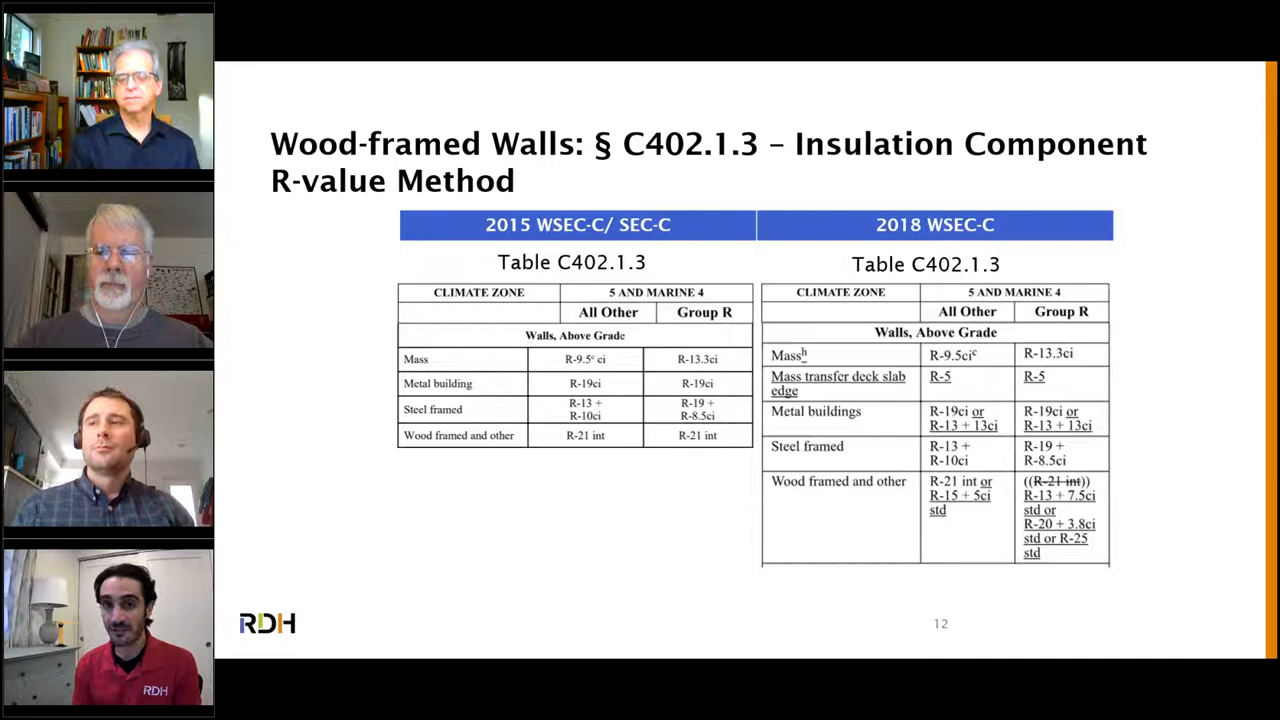 Wood-framed Walls: § C402.1.3 – Insulation Component
R-value Method
2015 WSEC-C/ SEC-C
2018 WSEC-C
Table C402.1.3
CLIMATE ZONE
5 AND MARINE 4
All Other
Group R
Walls, Above Grade
Mass
R-9.5c ci
R-13.3ci
Metal building
R-19ci
R-19ci
Steel framed
R-13 +
R-10ci
R-19 +
R-8.5ci
Wood framed and other
R-21 int
R-21 int
Table C402.1.3
CLIMATE ZONE
5 AND MARINE 4
All Other
Group R
Walls, Above Grade
Massh
R-9.5cic
R-13.3ci
Mass transfer deck slab
edge
R-5
R-5
Metal buildings
R-19ci or
R-13 + 13ci
R-19ci or
R-13 + 13ci
Steel framed
R-13 +
R-10ci
R-19 +
R-8.5ci
Wood framed and other
R-21 int or
R-15 + 5ci
std
((R-21 int))
R-13 + 7.5ci
std or
R-20 + 3.8ci
std or R-25
std
RDH
12
RDH